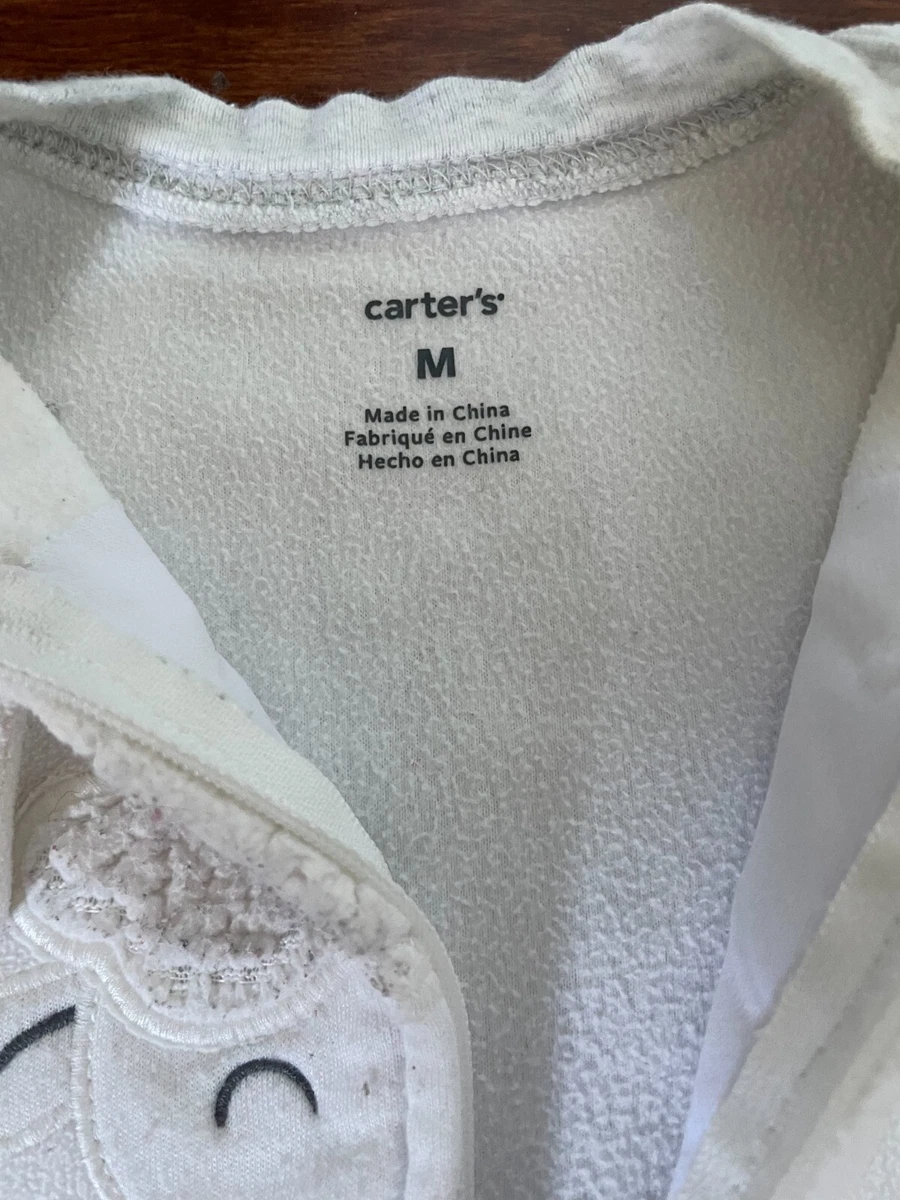 carter's
M
Made in China
Fabriqué en Chine
Hecho en China